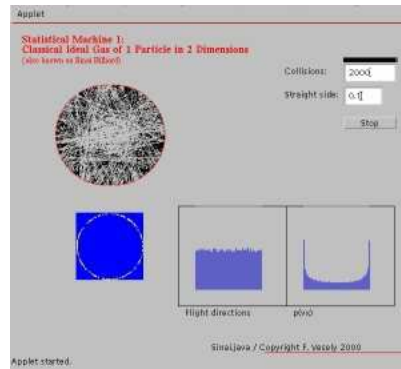 Applet
Statistical Machine 1:
Classical Ideal Gas of 1 Particle in 2 Dimensions
(also known as Sinai Billiard)
Collisions: 2000
Straight side: 0.1
Stop
Flight directions p(vx)
Sinai.java / Copyright F. Vesely 2000
Applet started.